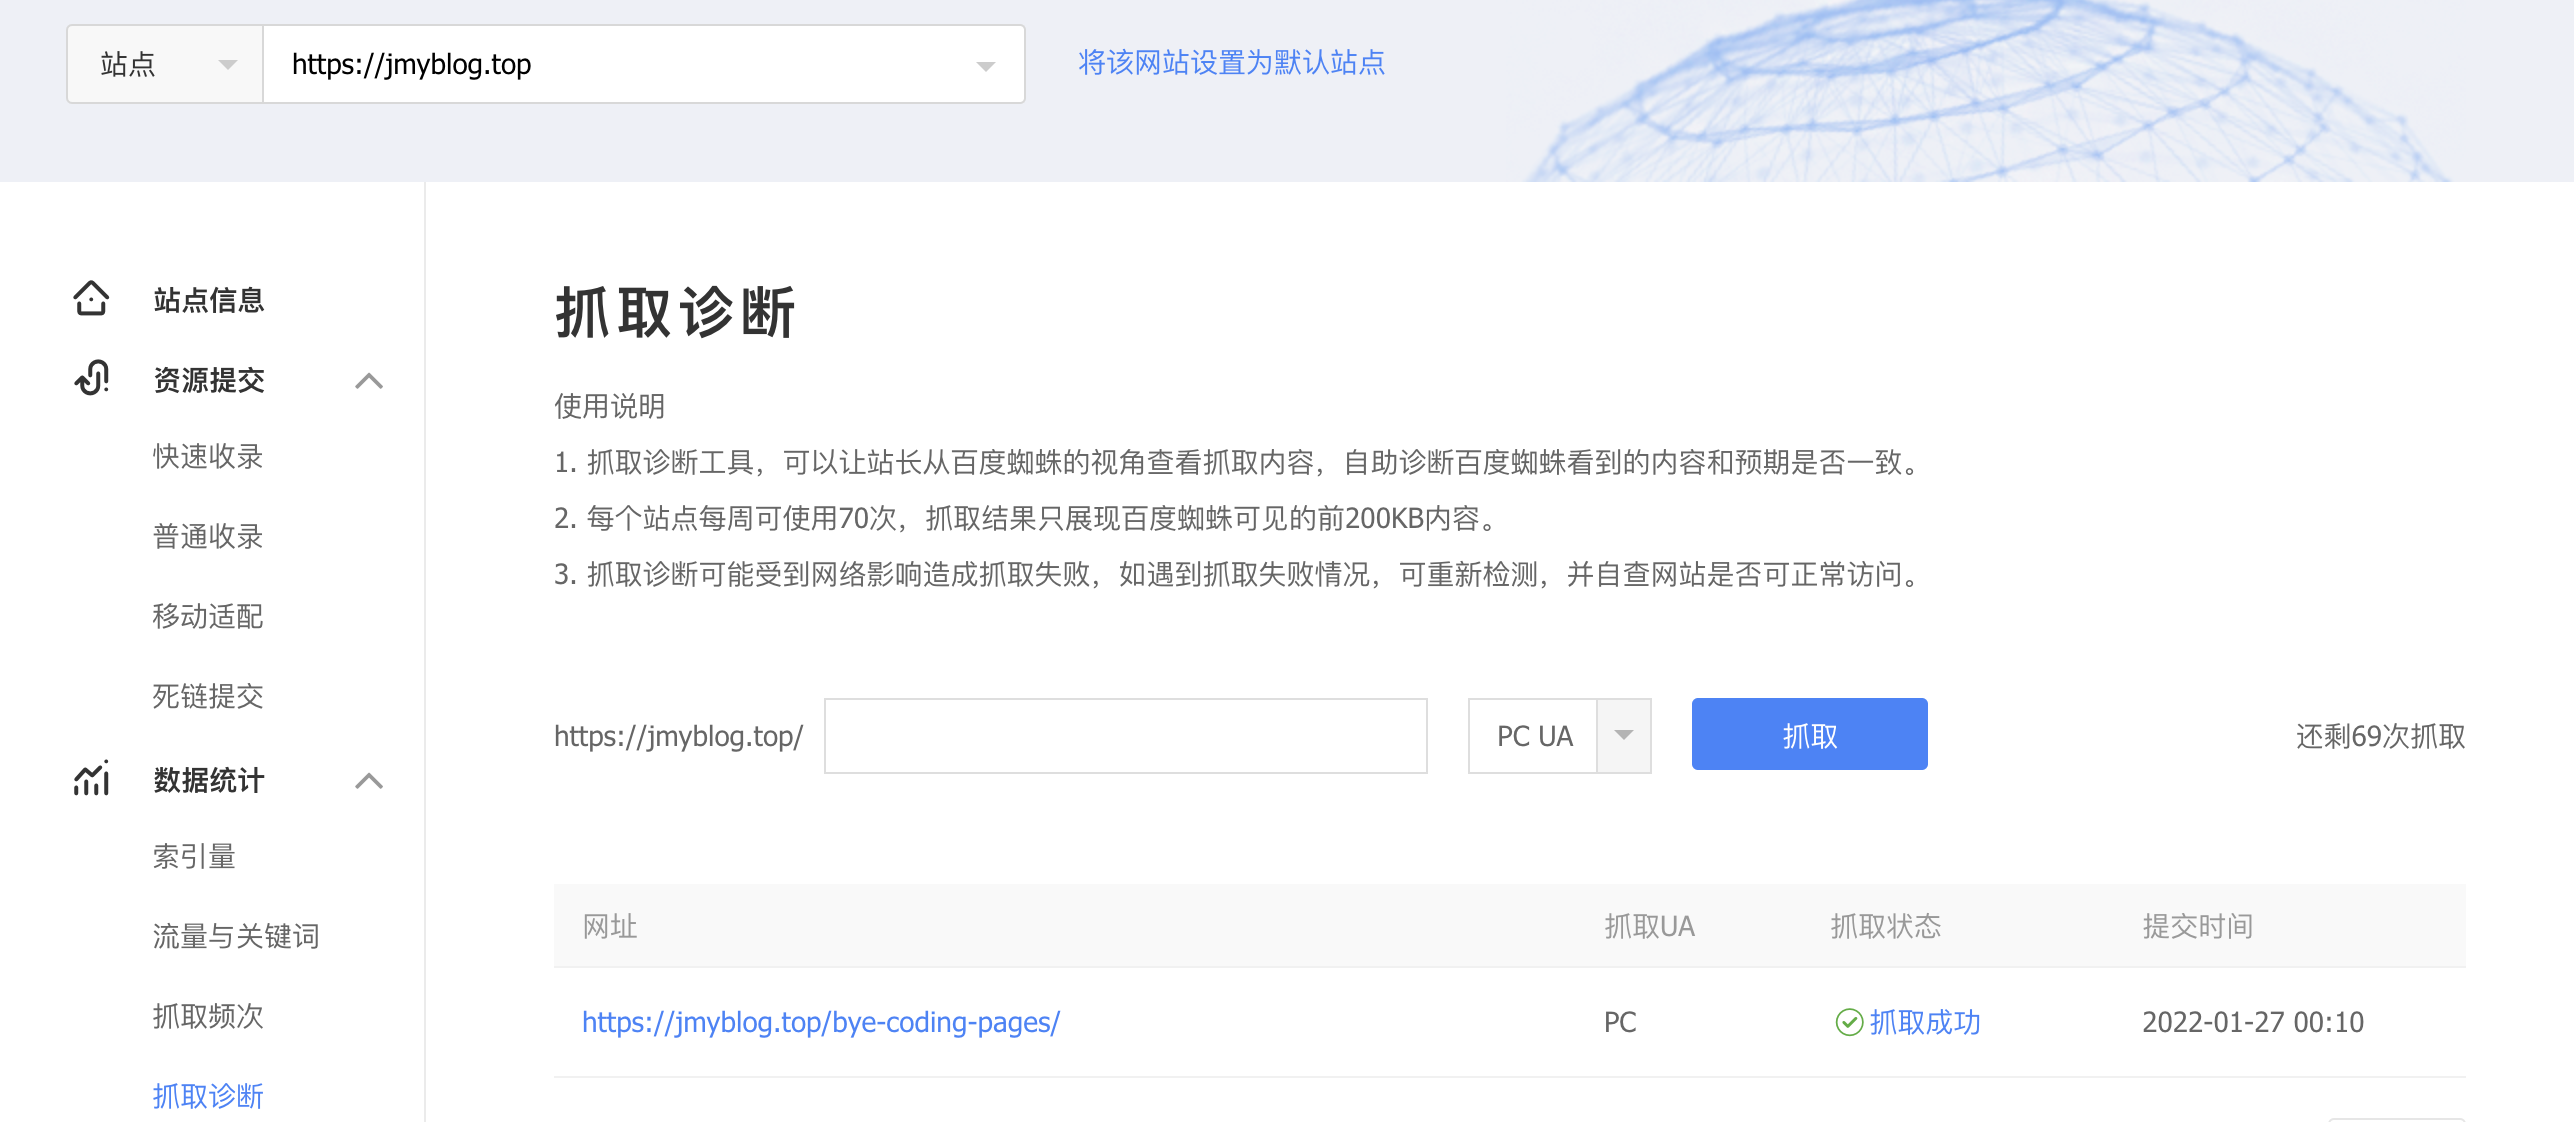 站点
https://jmyblog.top
将该网站设置为默认站点
站点信息
资源提交
快速收录
普通收录
移动适配
死链提交
数据统计
索引量
流量与关键词
抓取频次
抓取诊断
抓取诊断
使用说明
1. 抓取诊断工具，可以让站长从百度蜘蛛的视角查看抓取内容，自助诊断百度蜘蛛看到的内容和预期是否一致。
2. 每个站点每周可使用70次，抓取结果只展现百度蜘蛛可见的前200KB内容。
3. 抓取诊断可能受到网络影响造成抓取失败，如遇到抓取失败情况，可重新检测，并自查网站是否可正常访问。
https://jmyblog.top/ PC UA 抓取 还剩69次抓取
网址 抓取UA 抓取状态 提交时间
https://jmyblog.top/bye-coding-pages/ PC 抓取成功 2022-01-27 00:10